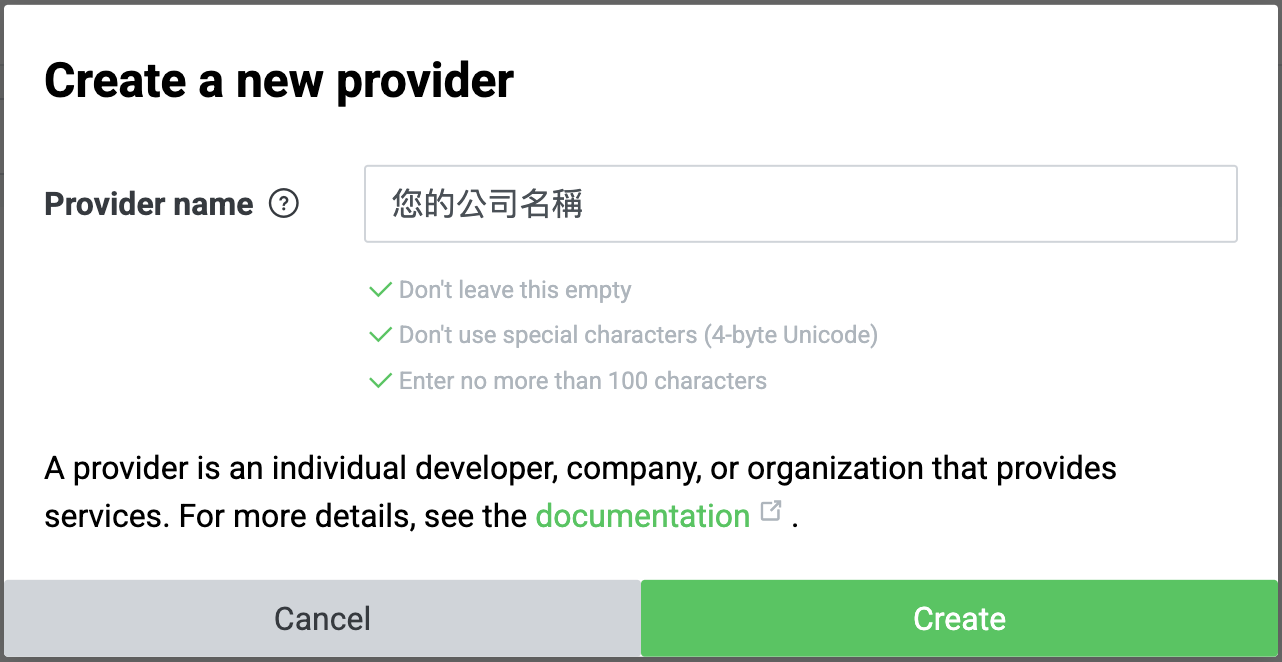 Create a new provider
Provider name ?
您的公司名稱
Don't leave this empty
Don't use special characters (4-byte Unicode)
Enter no more than 100 characters
A provider is an individual developer, company, or organization that provides
services. For more details, see the documentation .
Cancel
Create